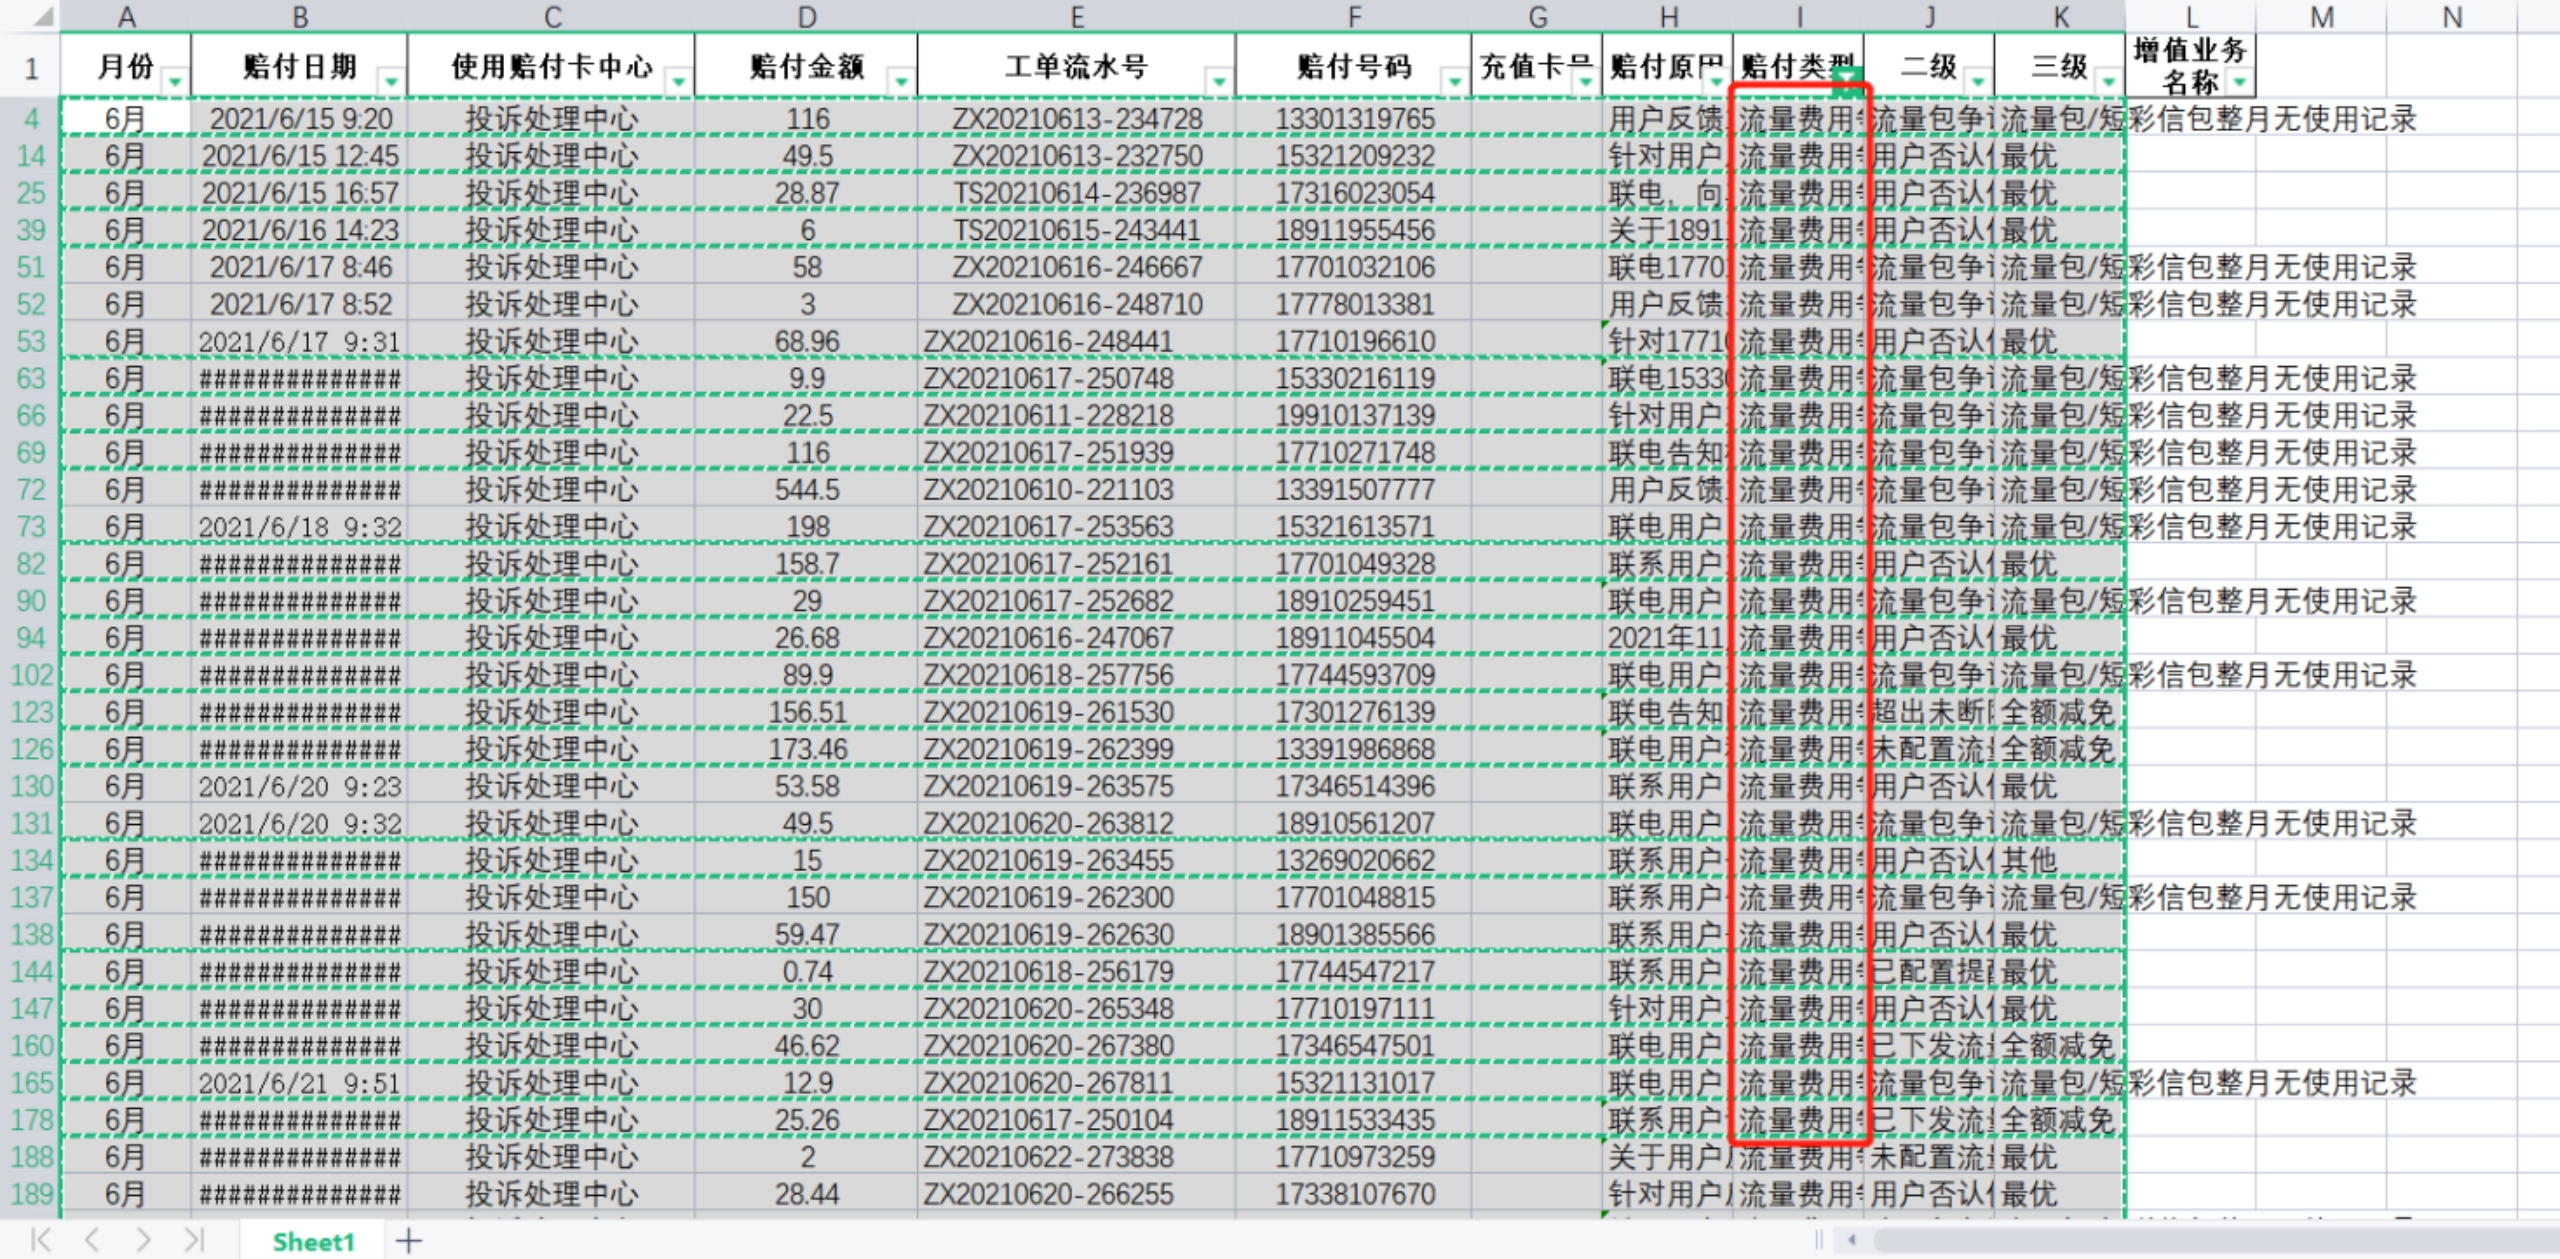 A B C D E F G H I J K L M N
1 月份 赔付日期 使用赔付卡中心 赔付金额 工单流水号 赔付号码 充值卡号 赔付原因 赔付类型 二级 三级 增值业务
名称
4 6月 2021/6/15 9:20 投诉处理中心 116 ZX20210613-234728 13301319765 用户反馈 流量费用 流量包争 流量包/短彩信包整月无使用记录
14 6月 2021/6/15 12:45 投诉处理中心 49.5 ZX20210613-232750 15321209232 针对用户 流量费用 用户否认 最优
25 6月 2021/6/15 16:57 投诉处理中心 28.87 TS20210614-236987 17316023054 联电，向 流量费用 用户否认 最优
39 6月 2021/6/16 14:23 投诉处理中心 6 TS20210615-243441 18911955456 关于1891 流量费用 用户否认 最优
51 6月 2021/6/17 8:46 投诉处理中心 58 ZX20210616-246667 17701032106 联电1770 流量费用 流量包争 流量包/短彩信包整月无使用记录
52 6月 2021/6/17 8:52 投诉处理中心 3 ZX20210616-248710 17778013381 用户反馈 流量费用 流量包争 流量包/短彩信包整月无使用记录
53 6月 2021/6/17 9:31 投诉处理中心 68.96 ZX20210616-248441 17710196610 针对1771 流量费用 用户否认 最优
63 6月 ############## 投诉处理中心 9.9 ZX20210617-250748 15330216119 联电1533 流量费用 流量包争 流量包/短彩信包整月无使用记录
66 6月 ############## 投诉处理中心 22.5 ZX20210611-228218 19910137139 针对用户 流量费用 流量包争 流量包/短彩信包整月无使用记录
69 6月 ############## 投诉处理中心 116 ZX20210617-251939 17710271748 联电告知 流量费用 流量包争 流量包/短彩信包整月无使用记录
72 6月 ############## 投诉处理中心 544.5 ZX20210610-221103 13391507777 用户反馈 流量费用 流量包争 流量包/短彩信包整月无使用记录
73 6月 2021/6/18 9:32 投诉处理中心 198 ZX20210617-253563 15321613571 联电用户 流量费用 流量包争 流量包/短彩信包整月无使用记录
82 6月 ############## 投诉处理中心 158.7 ZX20210617-252161 17701049328 联系用户 流量费用 用户否认 最优
90 6月 ############## 投诉处理中心 29 ZX20210617-252682 18910259451 联电用户 流量费用 流量包争 流量包/短彩信包整月无使用记录
94 6月 ############## 投诉处理中心 26.68 ZX20210616-247067 18911045504 2021年11 流量费用 用户否认 最优
102 6月 ############## 投诉处理中心 89.9 ZX20210618-257756 17744593709 联电用户 流量费用 流量包争 流量包/短彩信包整月无使用记录
123 6月 ############## 投诉处理中心 156.51 ZX20210619-261530 17301276139 联电告知 流量费用 超出未断 全额减免
126 6月 ############## 投诉处理中心 173.46 ZX20210619-262399 13391986868 联电用户 流量费用 未配置流 全额减免
130 6月 2021/6/20 9:23 投诉处理中心 53.58 ZX20210619-263575 17346514396 联系用户 流量费用 用户否认 最优
131 6月 2021/6/20 9:32 投诉处理中心 49.5 ZX20210620-263812 18910561207 联电用户 流量费用 流量包争 流量包/短彩信包整月无使用记录
134 6月 ############## 投诉处理中心 15 ZX20210619-263455 13269020662 联系用户 流量费用 用户否认 其他
137 6月 ############## 投诉处理中心 150 ZX20210619-262300 17701048815 联系用户 流量费用 流量包争 流量包/短彩信包整月无使用记录
138 6月 ############## 投诉处理中心 59.47 ZX20210619-262630 18901385566 联系用户 流量费用 用户否认 最优
144 6月 ############## 投诉处理中心 0.74 ZX20210618-256179 17744547217 联系用户 流量费用 已配置提 最优
147 6月 ############## 投诉处理中心 30 ZX20210620-265348 17710197111 针对用户 流量费用 用户否认 最优
160 6月 ############## 投诉处理中心 46.62 ZX20210620-267380 17346547501 联电用户 流量费用 已下发流 全额减免
165 6月 2021/6/21 9:51 投诉处理中心 12.9 ZX20210620-267811 15321131017 联电用户 流量费用 流量包争 流量包/短彩信包整月无使用记录
178 6月 ############## 投诉处理中心 25.26 ZX20210617-250104 18911533435 联系用户 流量费用 已下发流 全额减免
188 6月 ############## 投诉处理中心 2 ZX20210622-273838 17710973259 关于用户 流量费用 未配置流 最优
189 6月 ############## 投诉处理中心 28.44 ZX20210620-266255 17338107670 针对用户 流量费用 用户否认 最优
Sheet1